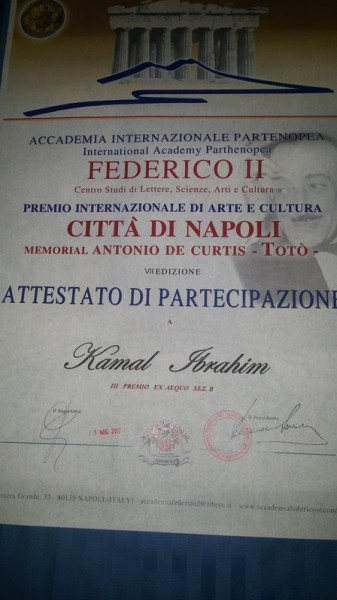 ACCADEMIA INTERNAZIONALE PARTENOPEA
International Academy Parthenopea
FEDERICO II
Centro Studi di Lettere, Scienze, Arti e Cultura
PREMIO INTERNAZIONALE DI ARTE E CULTURA
CITTÀ DI NAPOLI
MEMORIAL ANTONIO DE CURTIS - TOTÒ -
VII EDIZIONE
ATTESTATO DI PARTECIPAZIONE
A
Kamal Ibrahim
III PREMIO EX AEQUO SEZ. B
Il Segretario
Il Presidente
Grande, 52 - 80139 NAPOLI (ITALY)